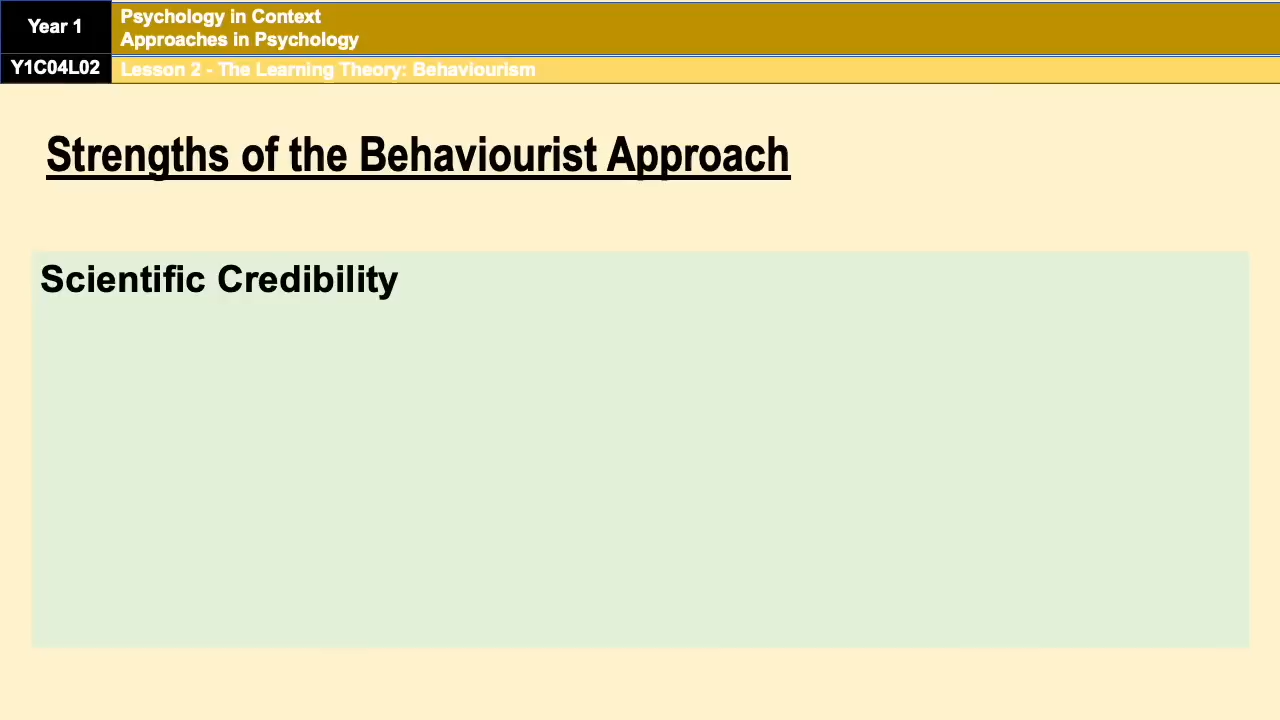 Year 1
Psychology in Context
Approaches in Psychology
Y1C04L02
Lesson 2 - The Learning Theory: Behaviourism
Strengths of the Behaviourist Approach
Scientific Credibility